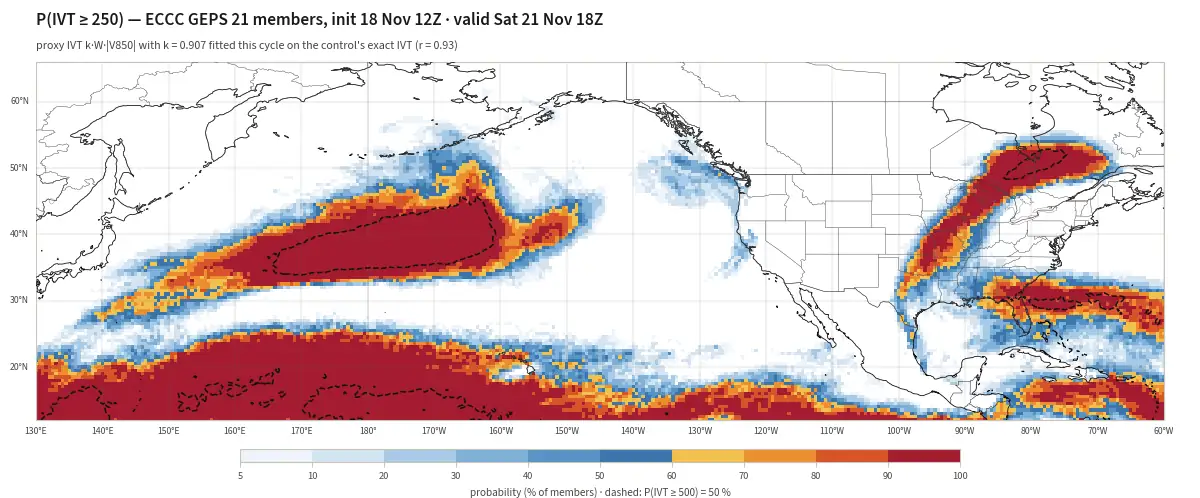 P(IVT ≥ 250) — ECCC GEPS 21 members, init 18 Nov 12Z · valid Sat 21 Nov 18Z
proxy IVT k·W·|V850| with k = 0.907 fitted this cycle on the control's exact IVT (r = 0.93)
60°N
50°N
40°N
30°N
20°N
130°E 140°E 150°E 160°E 170°E 180° 170°W 160°W 150°W 140°W 130°W 120°W 110°W 100°W 90°W 80°W 70°W 60°W
5 10 20 30 40 50 60 70 80 90 100
probability (% of members) · dashed: P(IVT ≥ 500) = 50 %